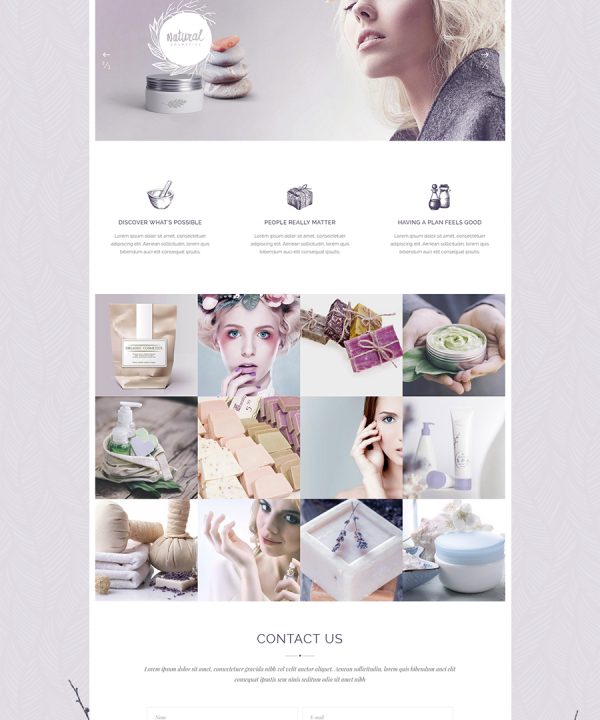 Natural
COSMETICS
1/3
DISCOVER WHAT'S POSSIBLE
PEOPLE REALLY MATTER
HAVING A PLAN FEELS GOOD
Lorem ipsum dolor sit amet, consectetuer
adipiscing elit. Aenean sollicitudin, lorem quis
bibendum auci elit consequat ipsutis.
Lorem ipsum dolor sit amet, consectetuer
adipiscing elit. Aenean sollicitudin, lorem quis
bibendum auci elit consequat ipsutis.
Lorem ipsum dolor sit amet, consectetuer
adipiscing elit. Aenean sollicitudin, lorem quis
bibendum auci elit consequat ipsutis.
ORGANIC COSMETICS
CONTACT US
Lorem ipsum dolor sit amet, consectetuer gravida nibh vel velit auctor aliquet. Aenean sollicitudin, lorem quis bibendum auci elit
consequat ipsutis sem ninis sedetium sit amet nibh
Name
E-mail